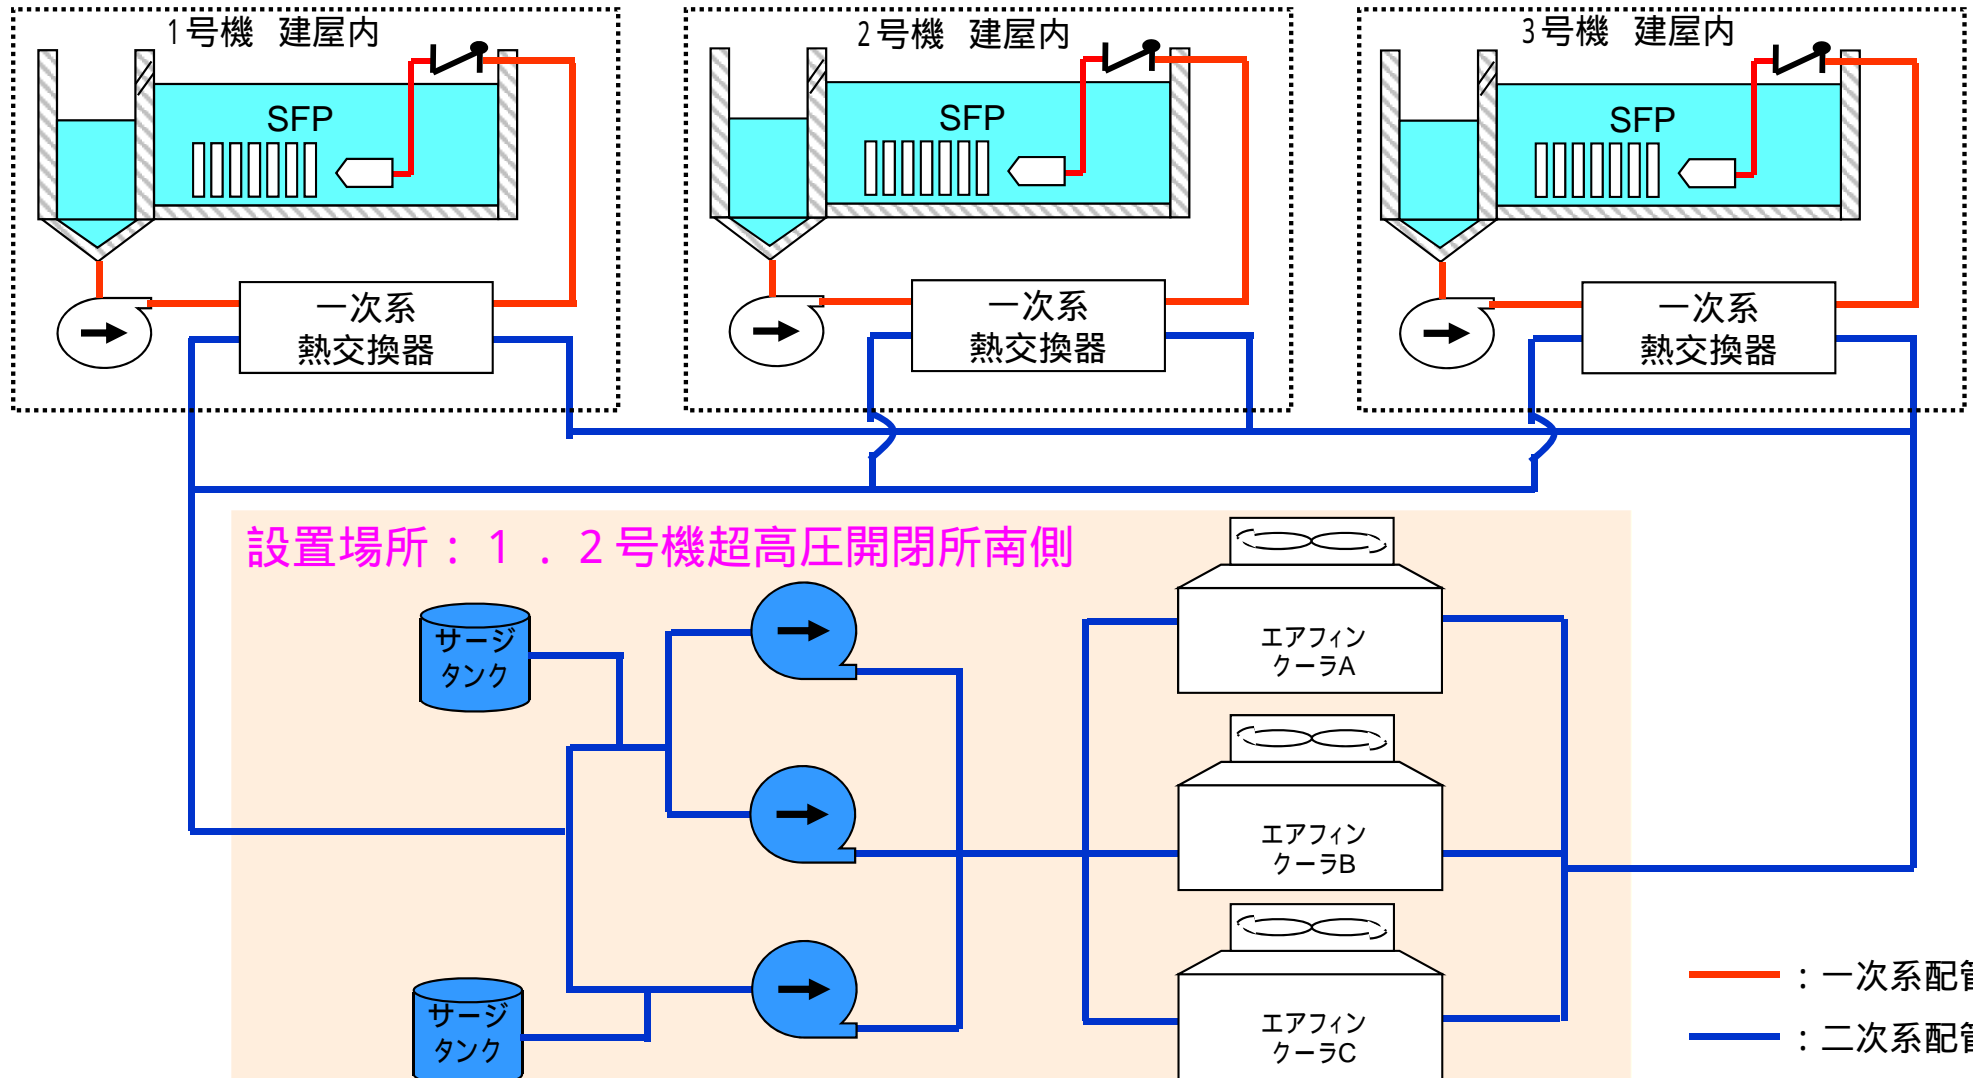 1号機 建屋内
2号機 建屋内
3号機 建屋内
SFP
SFP
SFP
一次系
熱交換器
一次系
熱交換器
一次系
熱交換器
設置場所：１．２号機超高圧開閉所南側
サージ
タンク
エアフィン
クーラA
エアフィン
クーラB
サージ
タンク
エアフィン
クーラC
：一次系配管
：二次系配管